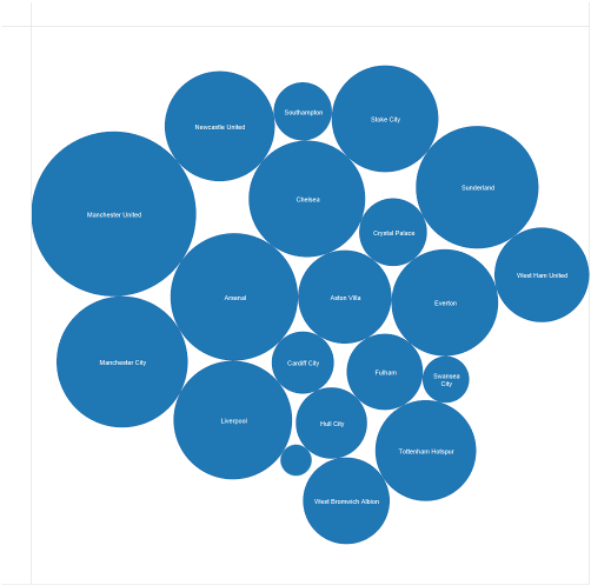 Southampton
Stoke City
Newcastle United
Sunderland
Chelsea
Manchester United
Crystal Palace
West Ham United
Arsenal
Aston Villa
Everton
Manchester City
Cardiff City
Fulham
Swansea
City
Liverpool
Hull City
Tottenham Hotspur
West Bromwich Albion